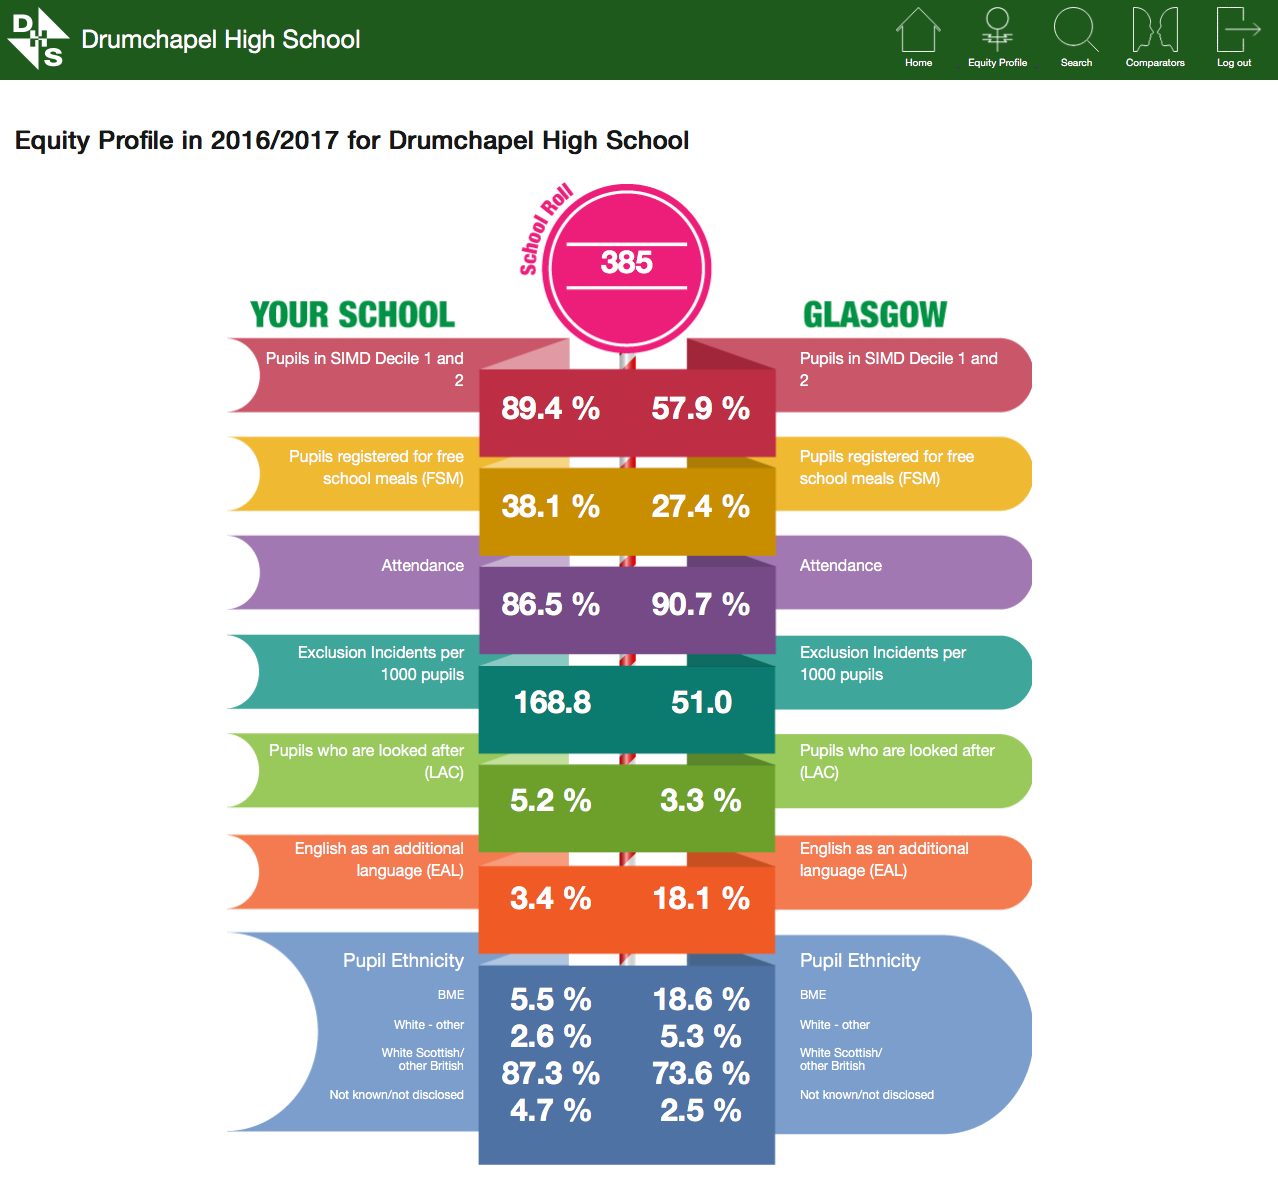 DHS
Drumchapel High School
Home
Equity Profile
Search
Comparators
Log out
Equity Profile in 2016/2017 for Drumchapel High School
School Roll
385
YOUR SCHOOL
GLASGOW
Pupils in SIMD Decile 1 and
2
89.4 %
57.9 %
Pupils in SIMD Decile 1 and
2
Pupils registered for free
school meals (FSM)
38.1 %
27.4 %
Pupils registered for free
school meals (FSM)
Attendance
86.5 %
90.7 %
Attendance
Exclusion Incidents per
1000 pupils
168.8
51.0
Exclusion Incidents per
1000 pupils
Pupils who are looked after
(LAC)
5.2 %
3.3 %
Pupils who are looked after
(LAC)
English as an additional
language (EAL)
3.4 %
18.1 %
English as an additional
language (EAL)
Pupil Ethnicity
Pupil Ethnicity
BME
5.5 %
18.6 %
BME
White - other
2.6 %
5.3 %
White - other
White Scottish/
other British
87.3 %
73.6 %
White Scottish/
other British
Not known/not disclosed
4.7 %
2.5 %
Not known/not disclosed